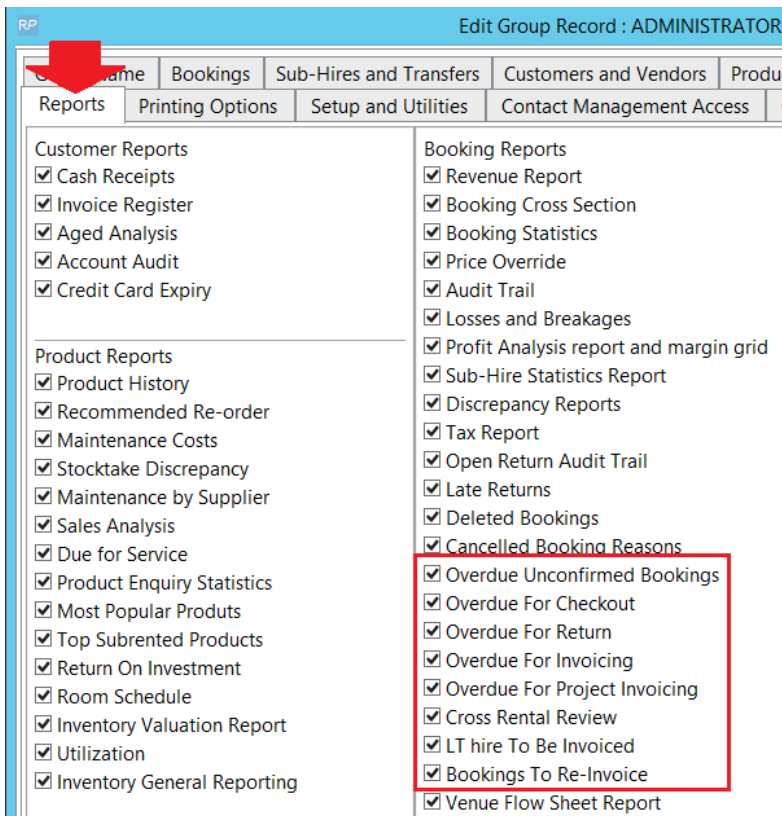 RP
Edit Group Record : ADMINISTRATOR
me Bookings Sub-Hires and Transfers Customers and Vendors Produ
Reports Printing Options Setup and Utilities Contact Management Access
Customer Reports
Cash Receipts
Invoice Register
Aged Analysis
Account Audit
Credit Card Expiry
Product Reports
Product History
Recommended Re-order
Maintenance Costs
Stocktake Discrepancy
Maintenance by Supplier
Sales Analysis
Due for Service
Product Enquiry Statistics
Most Popular Produts
Top Subrented Products
Return On Investment
Room Schedule
Inventory Valuation Report
Utilization
Inventory General Reporting
Booking Reports
Revenue Report
Booking Cross Section
Booking Statistics
Price Override
Audit Trail
Losses and Breakages
Profit Analysis report and margin grid
Sub-Hire Statistics Report
Discrepancy Reports
Tax Report
Open Return Audit Trail
Late Returns
Deleted Bookings
Cancelled Booking Reasons
Overdue Unconfirmed Bookings
Overdue For Checkout
Overdue For Return
Overdue For Invoicing
Overdue For Project Invoicing
Cross Rental Review
LT hire To Be Invoiced
Bookings To Re-Invoice
Venue Flow Sheet Report